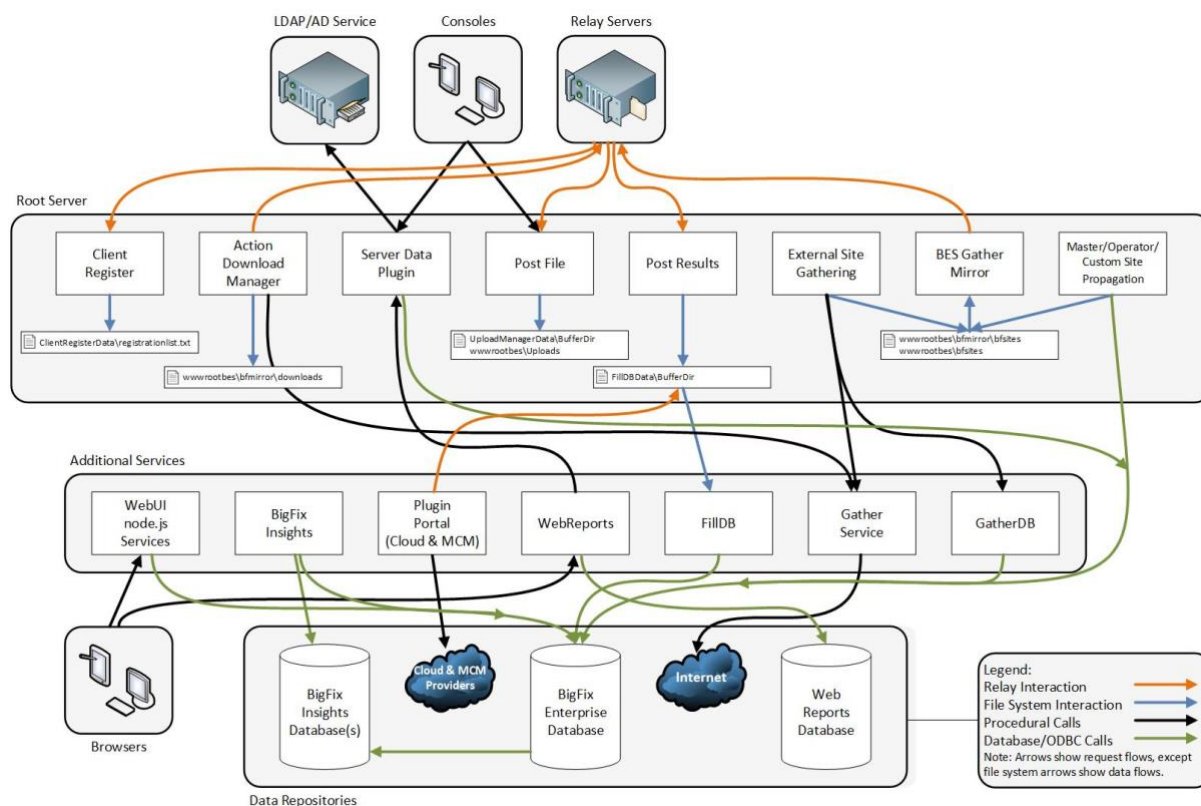 LDAP/AD Service
Consoles
Relay Servers
Root Server
Client
Register
Action
Download
Manager
Server Data
Plugin
Post File
Post Results
External Site
Gathering
BES Gather
Mirror
Master/Operator/
Custom Site
Propagation
ClientRegisterData\registrationlist.txt
UploadManagerData\BufferDir
wwwrootbes\Uploads
wwwrootbes\bfmirror\bfsites
wwwrootbes\bfsites
wwwrootbes\bfmirror\downloads
FillDBData\BufferDir
Additional Services
WebUI
node.js
Services
BigFix
Insights
Plugin
Portal
(Cloud & MCM)
WebReports
FillDB
Gather
Service
GatherDB
Browsers
BigFix
Insights
Database(s)
Cloud & MCM
Providers
BigFix
Enterprise
Database
Internet
Web
Reports
Database
Data Repositories
Legend:
Relay Interaction
File System Interaction
Procedural Calls
Database/ODBC Calls
Note: Arrows show request flows, except
file system arrows show data flows.